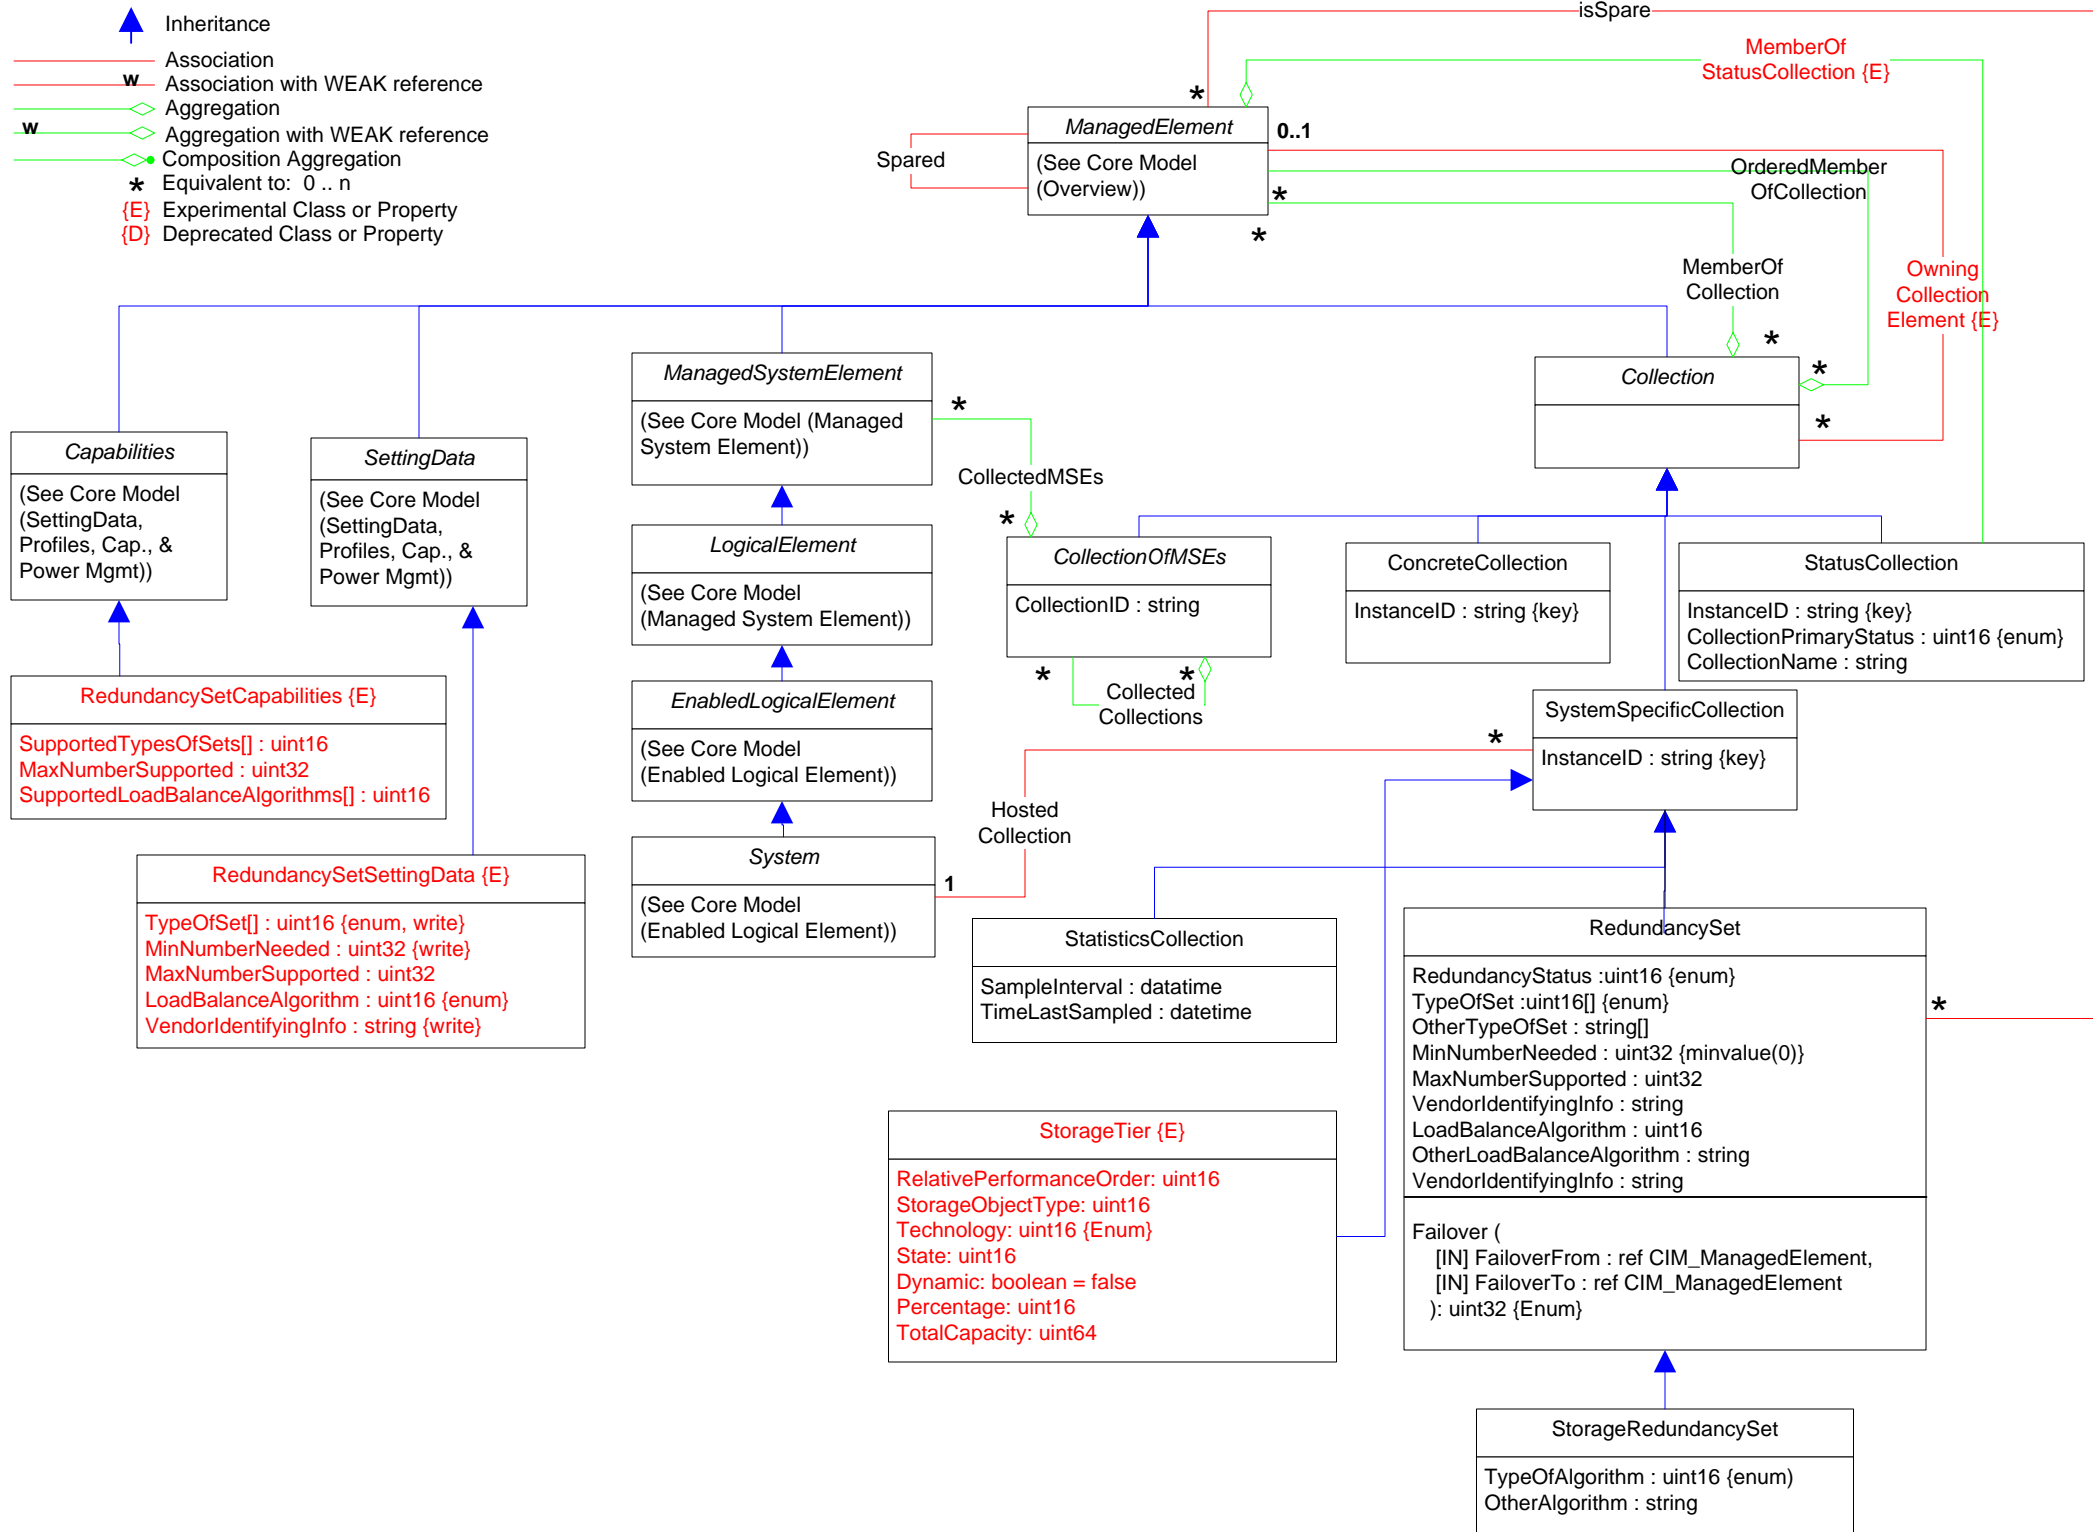 Inheritance
Association
w
Association with WEAK reference
Aggregation
w
Aggregation with WEAK reference
Composition Aggregation
* Equivalent to: 0 .. n
{E} Experimental Class or Property
{D} Deprecated Class or Property
isSpare
MemberOf
StatusCollection {E}
*
ManagedElement
0..1
(See Core Model
(Overview))
Spared
*
*
OrderedMember
OfCollection
MemberOf
Collection
Owning
Collection
Element {E}
*
*
*
Collection
ManagedSystemElement
(See Core Model (Managed
System Element))
*
CollectedMSEs
*
Capabilities
(See Core Model
(SettingData,
Profiles, Cap., &
Power Mgmt))
SettingData
(See Core Model
(SettingData,
Profiles, Cap., &
Power Mgmt))
LogicalElement
(See Core Model
(Managed System Element))
CollectionOfMSEs
CollectionID : string
*
*
Collected
Collections
ConcreteCollection
InstanceID : string {key}
StatusCollection
InstanceID : string {key}
CollectionPrimaryStatus : uint16 {enum}
CollectionName : string
RedundancySetCapabilities {E}
SupportedTypesOfSets[] : uint16
MaxNumberSupported : uint32
SupportedLoadBalanceAlgorithms[] : uint16
EnabledLogicalElement
(See Core Model
(Enabled Logical Element))
SystemSpecificCollection
InstanceID : string {key}
*
Hosted
Collection
1
System
(See Core Model
(Enabled Logical Element))
RedundancySetSettingData {E}
TypeOfSet[] : uint16 {enum, write}
MinNumberNeeded : uint32 {write}
MaxNumberSupported : uint32
LoadBalanceAlgorithm : uint16 {enum}
VendorIdentifyingInfo : string {write}
StatisticsCollection
SampleInterval : datatime
TimeLastSampled : datetime
RedundancySet
RedundancyStatus :uint16 {enum}
TypeOfSet :uint16[] {enum}
OtherTypeOfSet : string[]
MinNumberNeeded : uint32 {minvalue(0)}
MaxNumberSupported : uint32
VendorIdentifyingInfo : string
LoadBalanceAlgorithm : uint16
OtherLoadBalanceAlgorithm : string
VendorIdentifyingInfo : string
Failover (
[IN] FailoverFrom : ref CIM_ManagedElement,
[IN] FailoverTo : ref CIM_ManagedElement
): uint32 {Enum}
*
StorageTier {E}
RelativePerformanceOrder: uint16
StorageObjectType: uint16
Technology: uint16 {Enum}
State: uint16
Dynamic: boolean = false
Percentage: uint16
TotalCapacity: uint64
StorageRedundancySet
TypeOfAlgorithm : uint16 {enum)
OtherAlgorithm : string